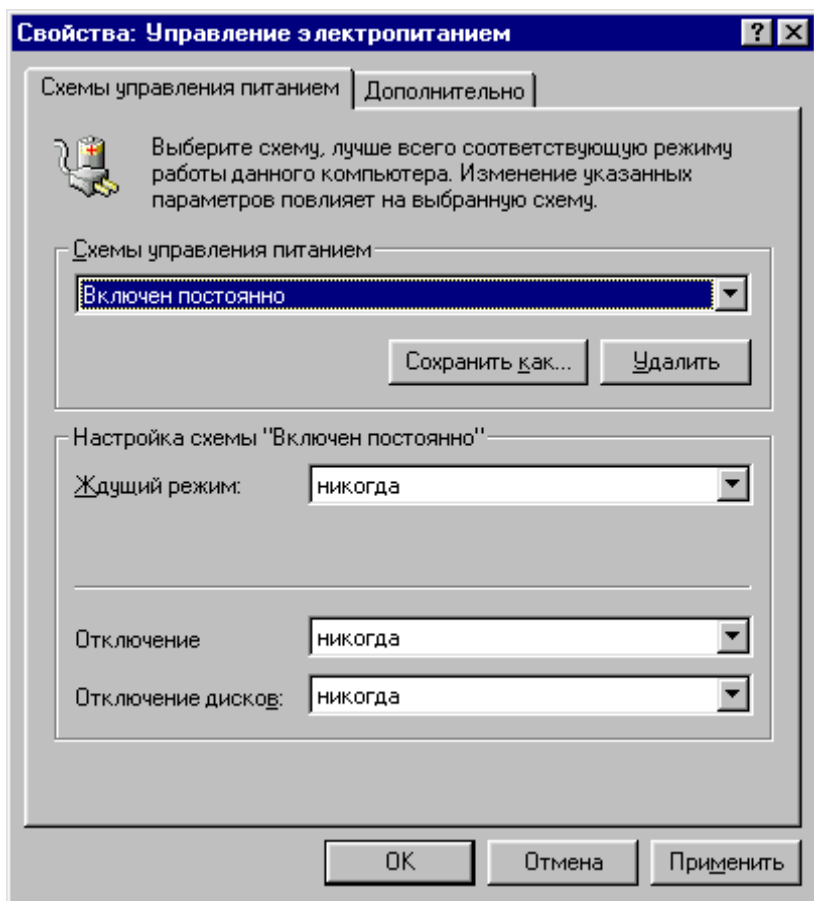 Свойства: Управление электропитанием
Схемы управления питанием
Дополнительно
Выберите схему, лучше всего соответствующую режиму
работы данного компьютера. Изменение указанных
параметров повлияет на выбранную схему.
Схемы управления питанием
Включен постоянно
Сохранить как...
Удалить
Настройка схемы "Включен постоянно"
Ждущий режим:
никогда
Отключение
никогда
Отключение дисков:
никогда
OK
Отмена
Применить